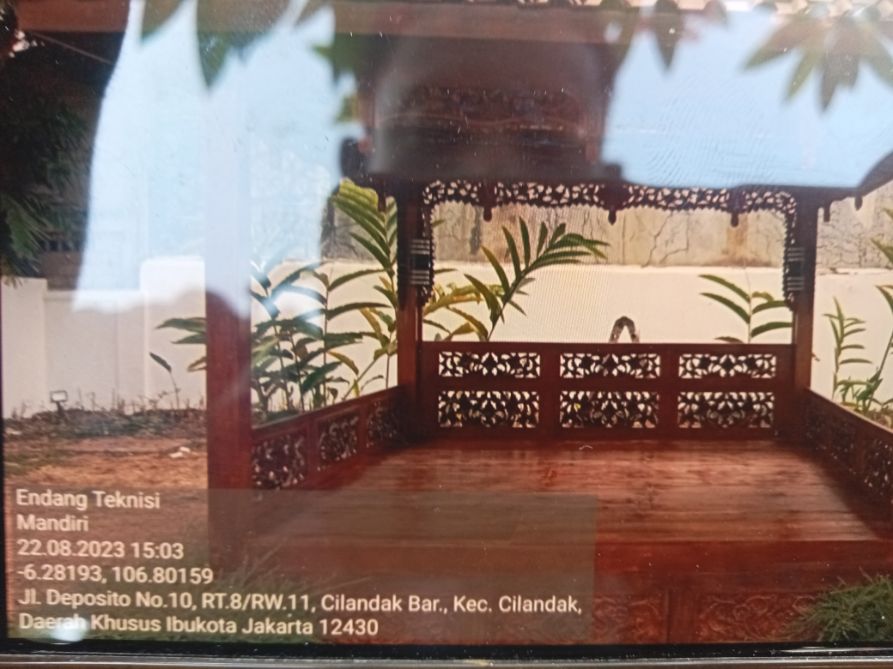 Endang Teknisi
Mandiri
22.08.2023 15:03
-6.28193, 106.80159
Jl. Deposito No.10, RT.8/RW.11, Cilandak Bar., Kec. Cilandak,
Daerah Khusus Ibukota Jakarta 12430